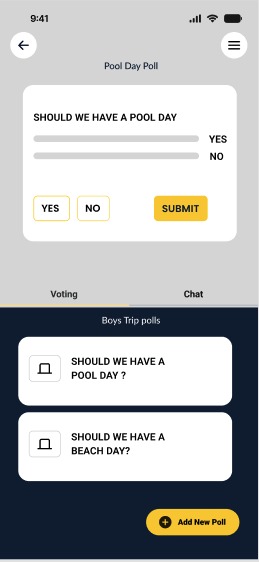 9:41
Pool Day Poll
SHOULD WE HAVE A POOL DAY
YES
NO
YES NO SUBMIT
Voting Chat
Boys Trip polls
SHOULD WE HAVE A
POOL DAY ?
SHOULD WE HAVE A
BEACH DAY?
Add New Poll